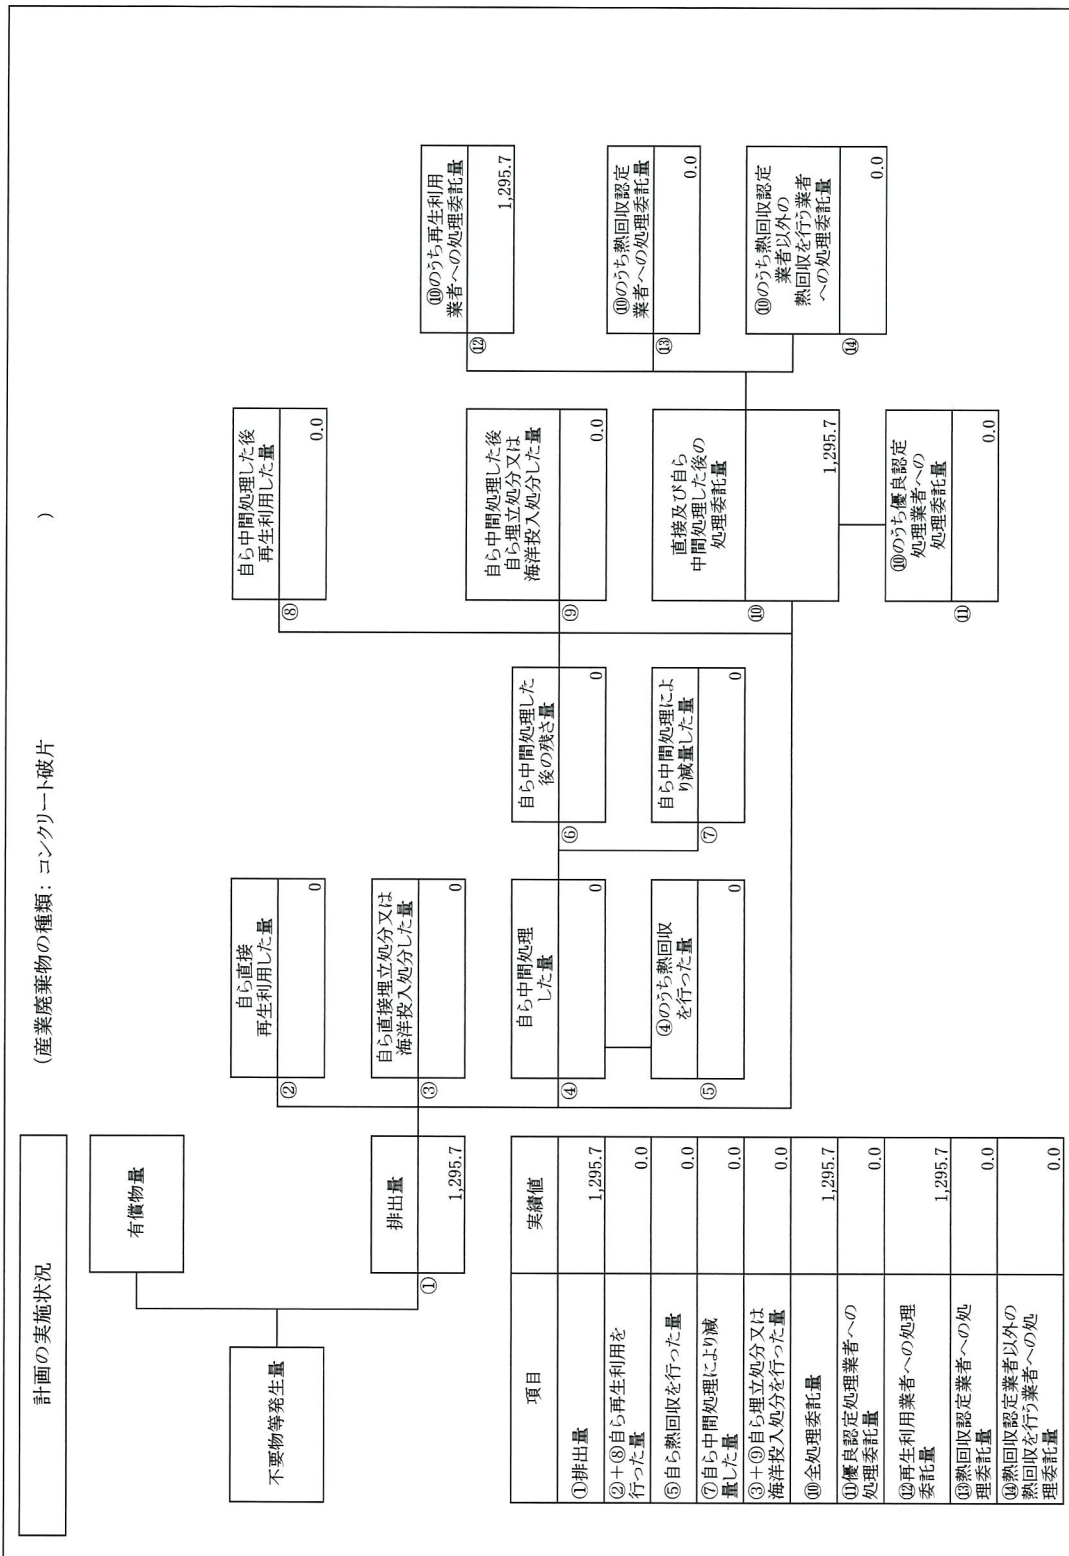 計画の実施状況
(産業廃棄物の種類：コンクリート破片 )
不要物等発生量
有償物量
①
排出量
1,295.7
②
自ら直接
再生利用した量
0
③
自ら直接埋立処分又は
海洋投入処分した量
0
④
自ら中間処理
した量
0
⑤
④のうち熱回収
を行った量
0
⑥
自ら中間処理した
後の残さ量
0
⑦
自ら中間処理によ
り減量した量
0
⑧
自ら中間処理した後
再生利用した量
0.0
⑨
自ら中間処理した後
自ら埋立処分又は
海洋投入処分した量
0.0
⑩
直接及び自ら
中間処理した後の
処理委託量
1,295.7
⑪
⑩のうち優良認定
処理業者への
処理委託量
0.0
⑫
⑩のうち再生利用
業者への処理委託量
1,295.7
⑬
⑩のうち熱回収認定
業者への処理委託量
0.0
⑭
⑩のうち熱回収認定
業者以外の
熱回収を行う業者
への処理委託量
0.0
項目 実績値
①排出量 1,295.7
②+⑧自ら再生利用を
行った量 0.0
⑤自ら熱回収を行った量 0.0
⑦自ら中間処理により減
量した量 0.0
③+⑨自ら埋立処分又は
海洋投入処分を行った量 0.0
⑩全処理委託量 1,295.7
⑪優良認定処理業者への
処理委託量 0.0
⑫再生利用業者への処理
委託量 1,295.7
⑬熱回収認定業者への処
理委託量 0.0
⑭熱回収認定業者以外の
熱回収を行う業者への処
理委託量 0.0